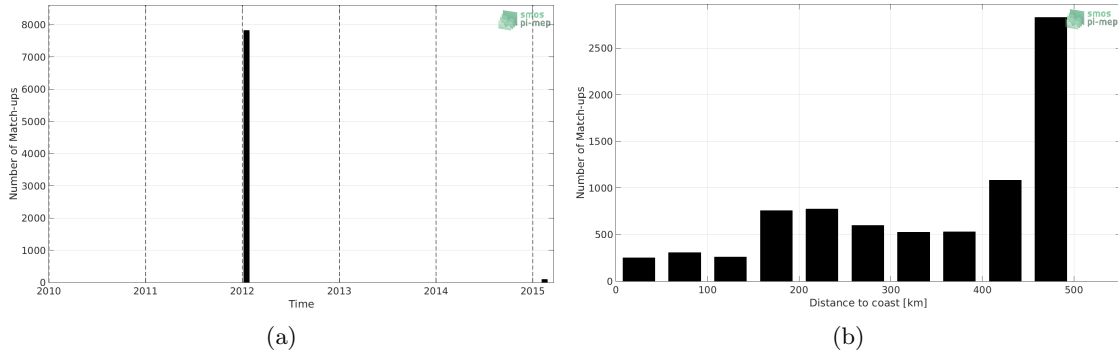 8000
7000
6000
5000
4000
3000
2000
1000
0
Number of Match-ups
2010
2011
2012
2013
2014
2015
Time
smos
pi-mep
(a)
2500
2000
1500
1000
500
0
Number of Match-ups
0
100
200
300
400
500
Distance to coast [km]
smos
pi-mep
(b)